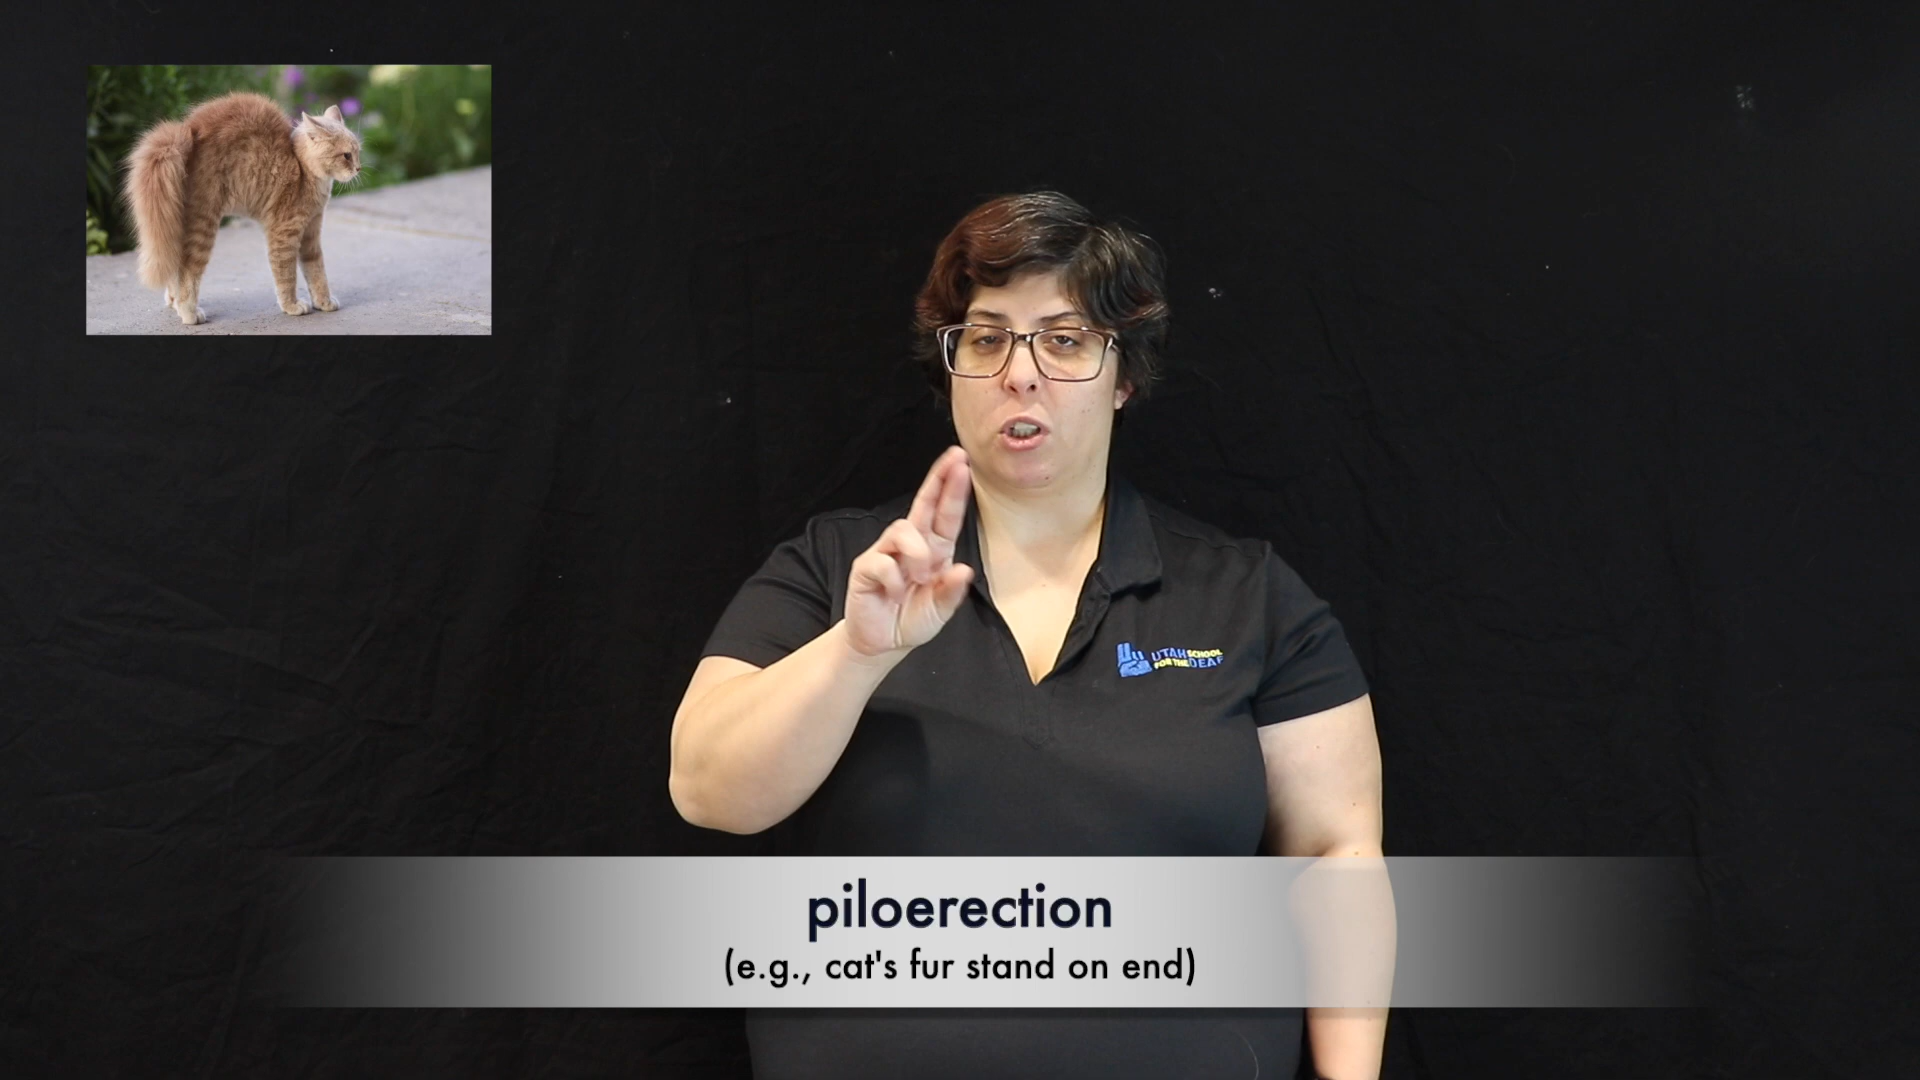 UTAH SCHOOL
FOR THE DEAF
piloerection
(e.g., cat's fur stand on end)